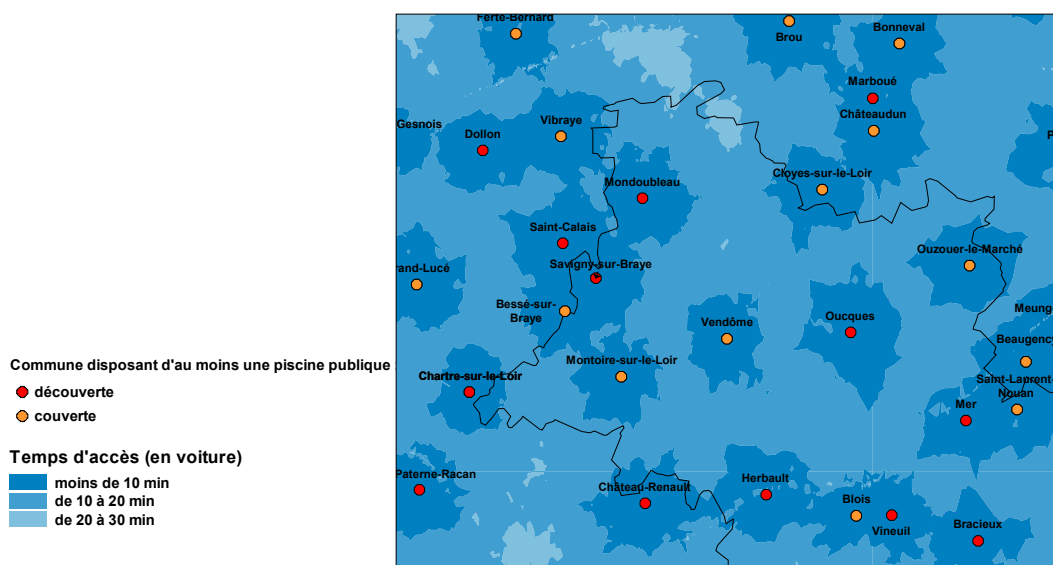 Ferté-Bernard
Brou
Bonneval
Marboué
Châteaudun
Gesnois
Dollon
Vibraye
Mondoubleau
Cloyes-sur-le-Loir
Saint-Calais
Savigny-sur-Braye
Ouzouer-le-Marché
rand-Lucé
Bessé-sur-
Braye
Vendôme
Oucques
Meung
Beaugency
Commune disposant d'au moins une piscine publique :
découverte
couverte
Chartre-sur-le-Loir
Montoire-sur-le-Loir
Saint-Laurent-
Nouan
Mer
Temps d'accès (en voiture)
moins de 10 min
de 10 à 20 min
de 20 à 30 min
Paterne-Racan
Château-Renault
Herbault
Blois
Vineuil
Bracieux